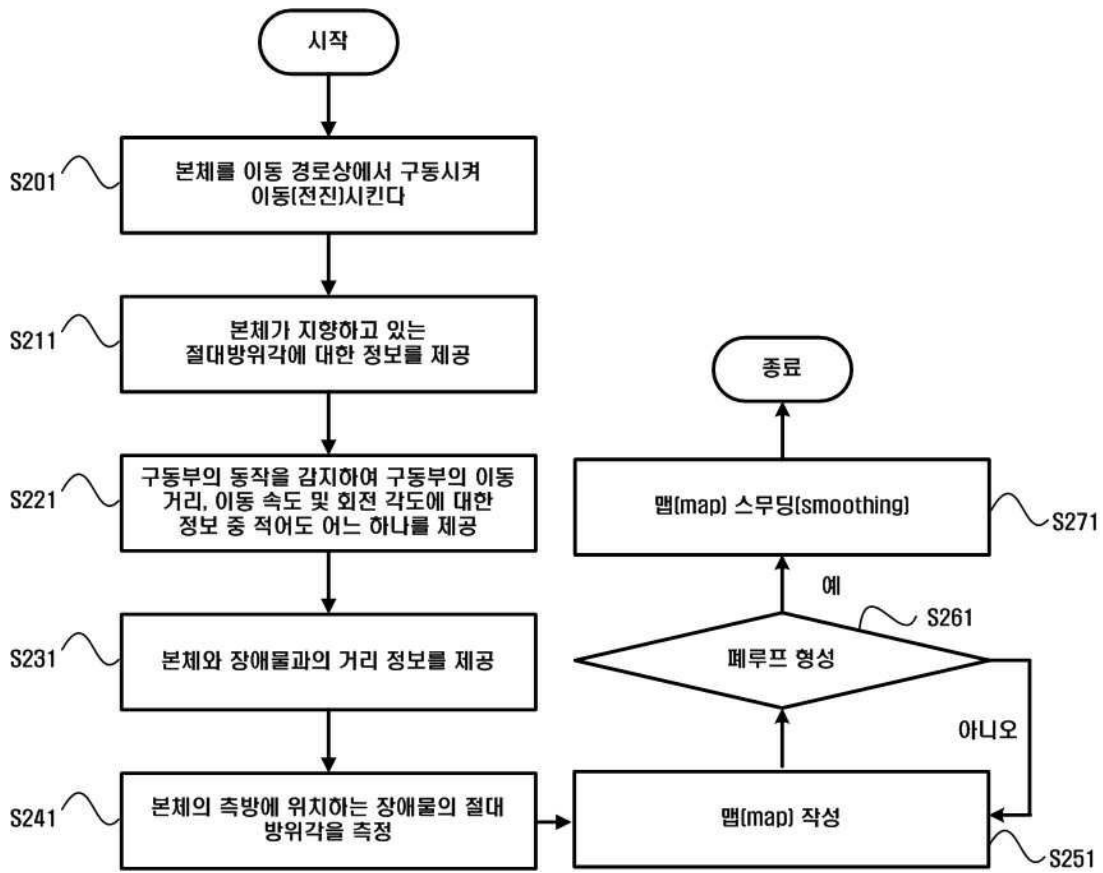 시작
S201
본체를 이동 경로상에서 구동시켜
이동(전진)시킨다
S211
본체가 지향하고 있는
절대방위각에 대한 정보를 제공
S221
구동부의 동작을 감지하여 구동부의 이동
거리, 이동 속도 및 회전 각도에 대한
정보 중 적어도 어느 하나를 제공
S231
본체와 장애물과의 거리 정보를 제공
S241
본체의 측방에 위치하는 장애물의 절대
방위각을 측정
맵(map) 작성
S251
폐루프 형성
S261
아니오
예
맵(map) 스무딩(smoothing)
S271
종료